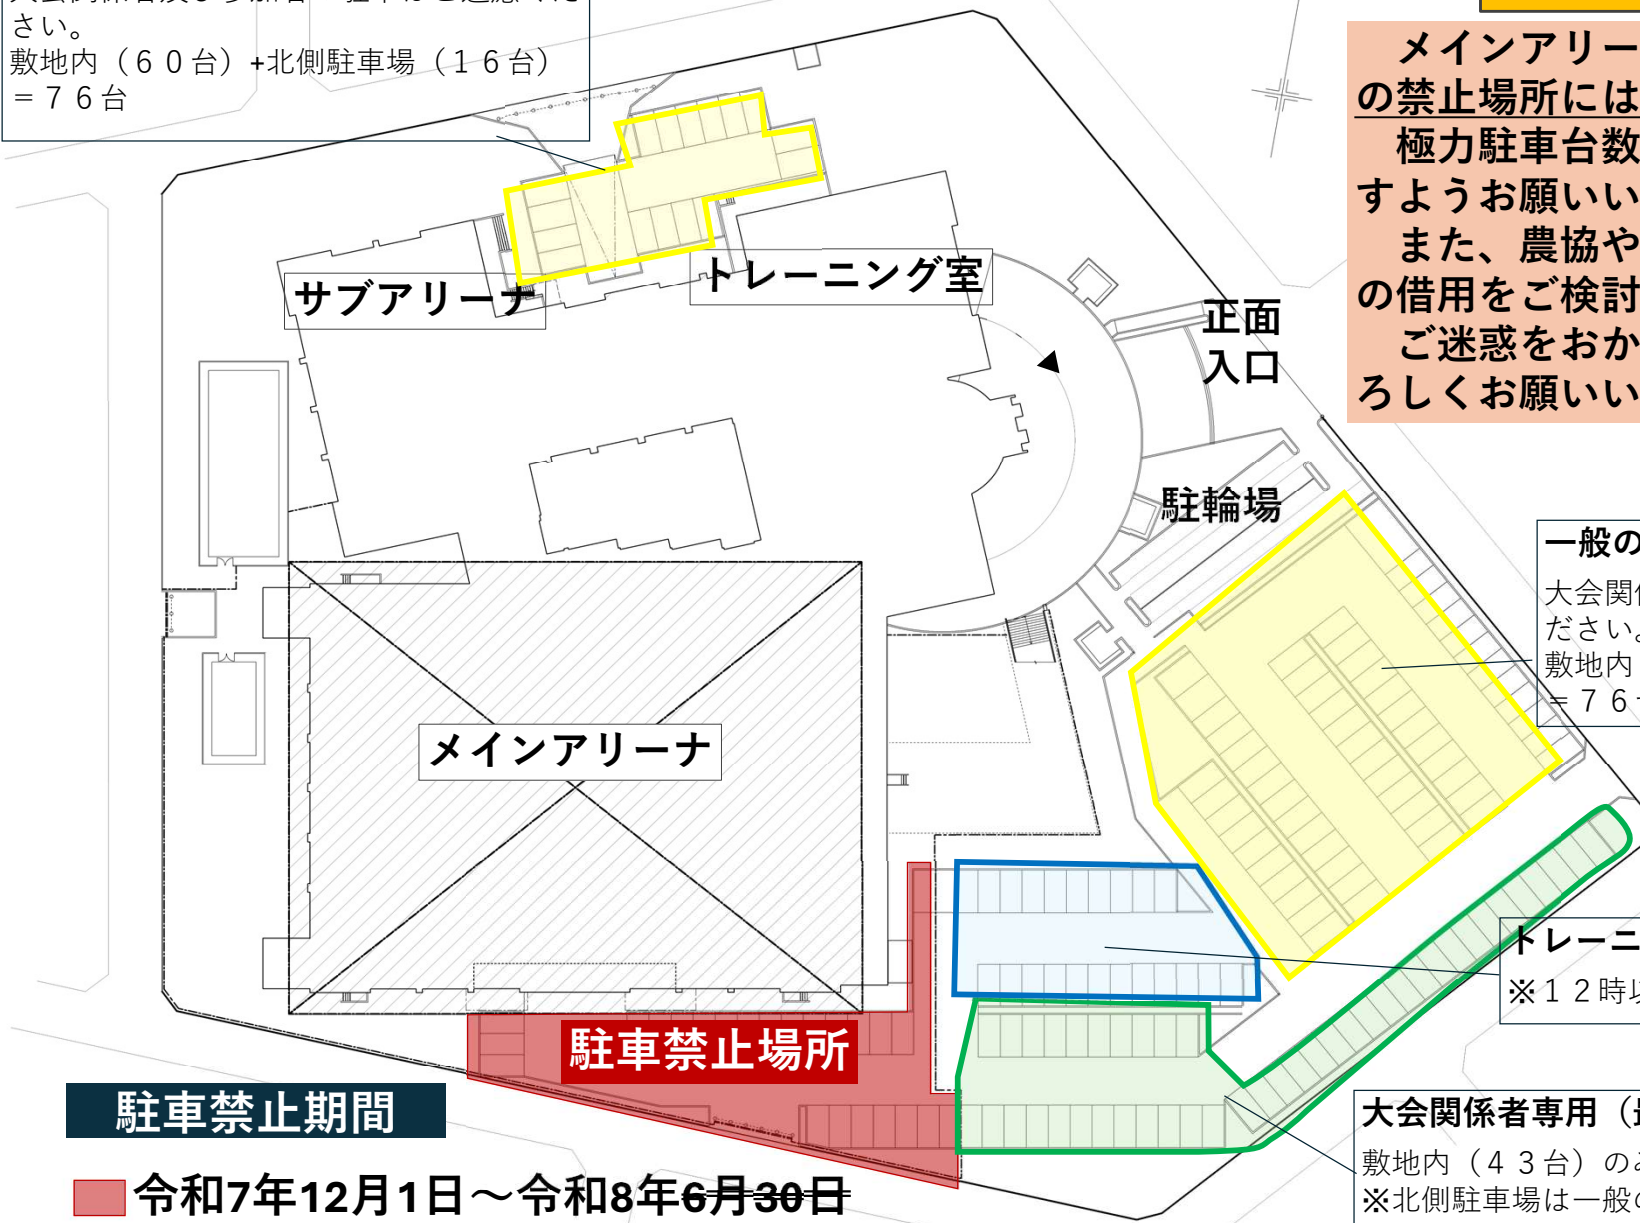 さい。
敷地内（６０台）+北側駐車場（１６台）
＝７６台
メインアリー
の禁止場所には
極力駐車台数
すようお願いい
また、農協や
の借用をご検討
ご迷惑をおか
ろしくお願いい
サブアリーナ
トレーニング室
正面
入口
駐輪場
一般の
大会関係
ださい。
敷地内
＝７６
メインアリーナ
トレーニ
※１２時以
駐車禁止場所
駐車禁止期間
令和7年12月1日～令和8年6月30日
大会関係者専用（
敷地内（４３台）のみ
※北側駐車場は一般の